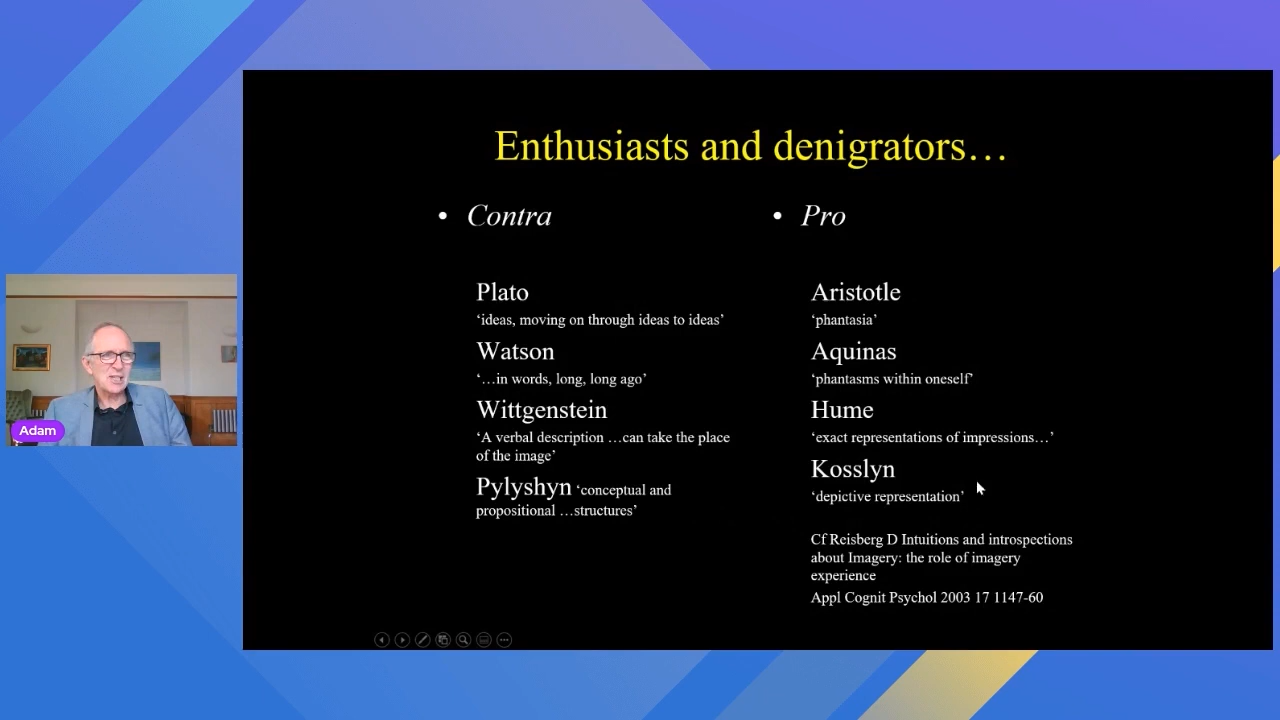 Enthusiasts and denigrators…
• Contra
Plato
‘ideas, moving on through ideas to ideas’
Watson
‘…in words, long, long ago’
Wittgenstein
‘A verbal description …can take the place
of the image’
Pylyshyn ‘conceptual and
propositional …structures’
• Pro
Aristotle
‘phantasia’
Aquinas
‘phantasms within oneself’
Hume
‘exact representations of impressions…’
Kosslyn
‘depictive representation’
Cf Reisberg D Intuitions and introspections
about Imagery: the role of imagery
experience
Appl Cognit Psychol 2003 17 1147-60
Adam